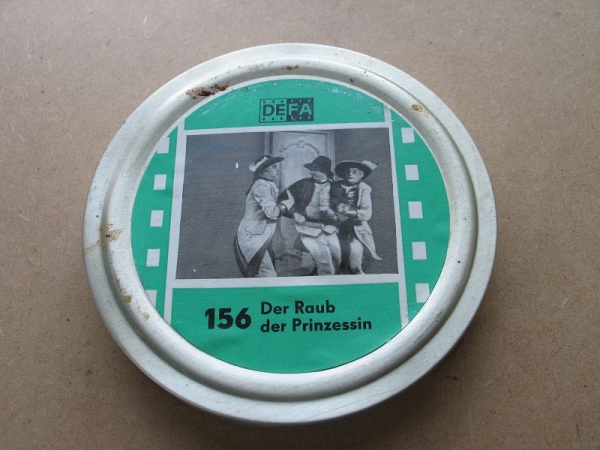 DEFA
156 Der Raub
der Prinzessin